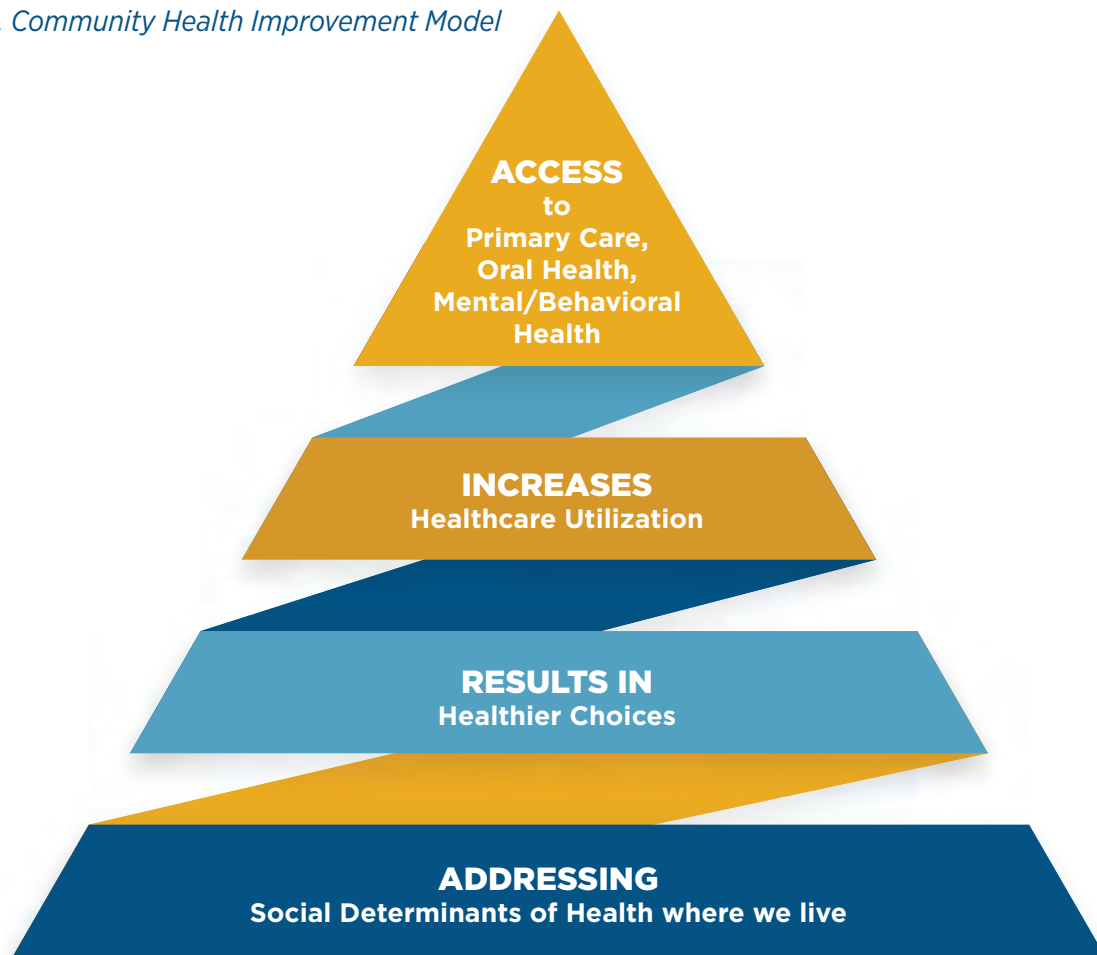 . Community Health Improvement Model
ACCESS
to
Primary Care,
Oral Health,
Mental/Behavioral
Health
INCREASES
Healthcare Utilization
RESULTS IN
Healthier Choices
ADDRESSING
Social Determinants of Health where we live